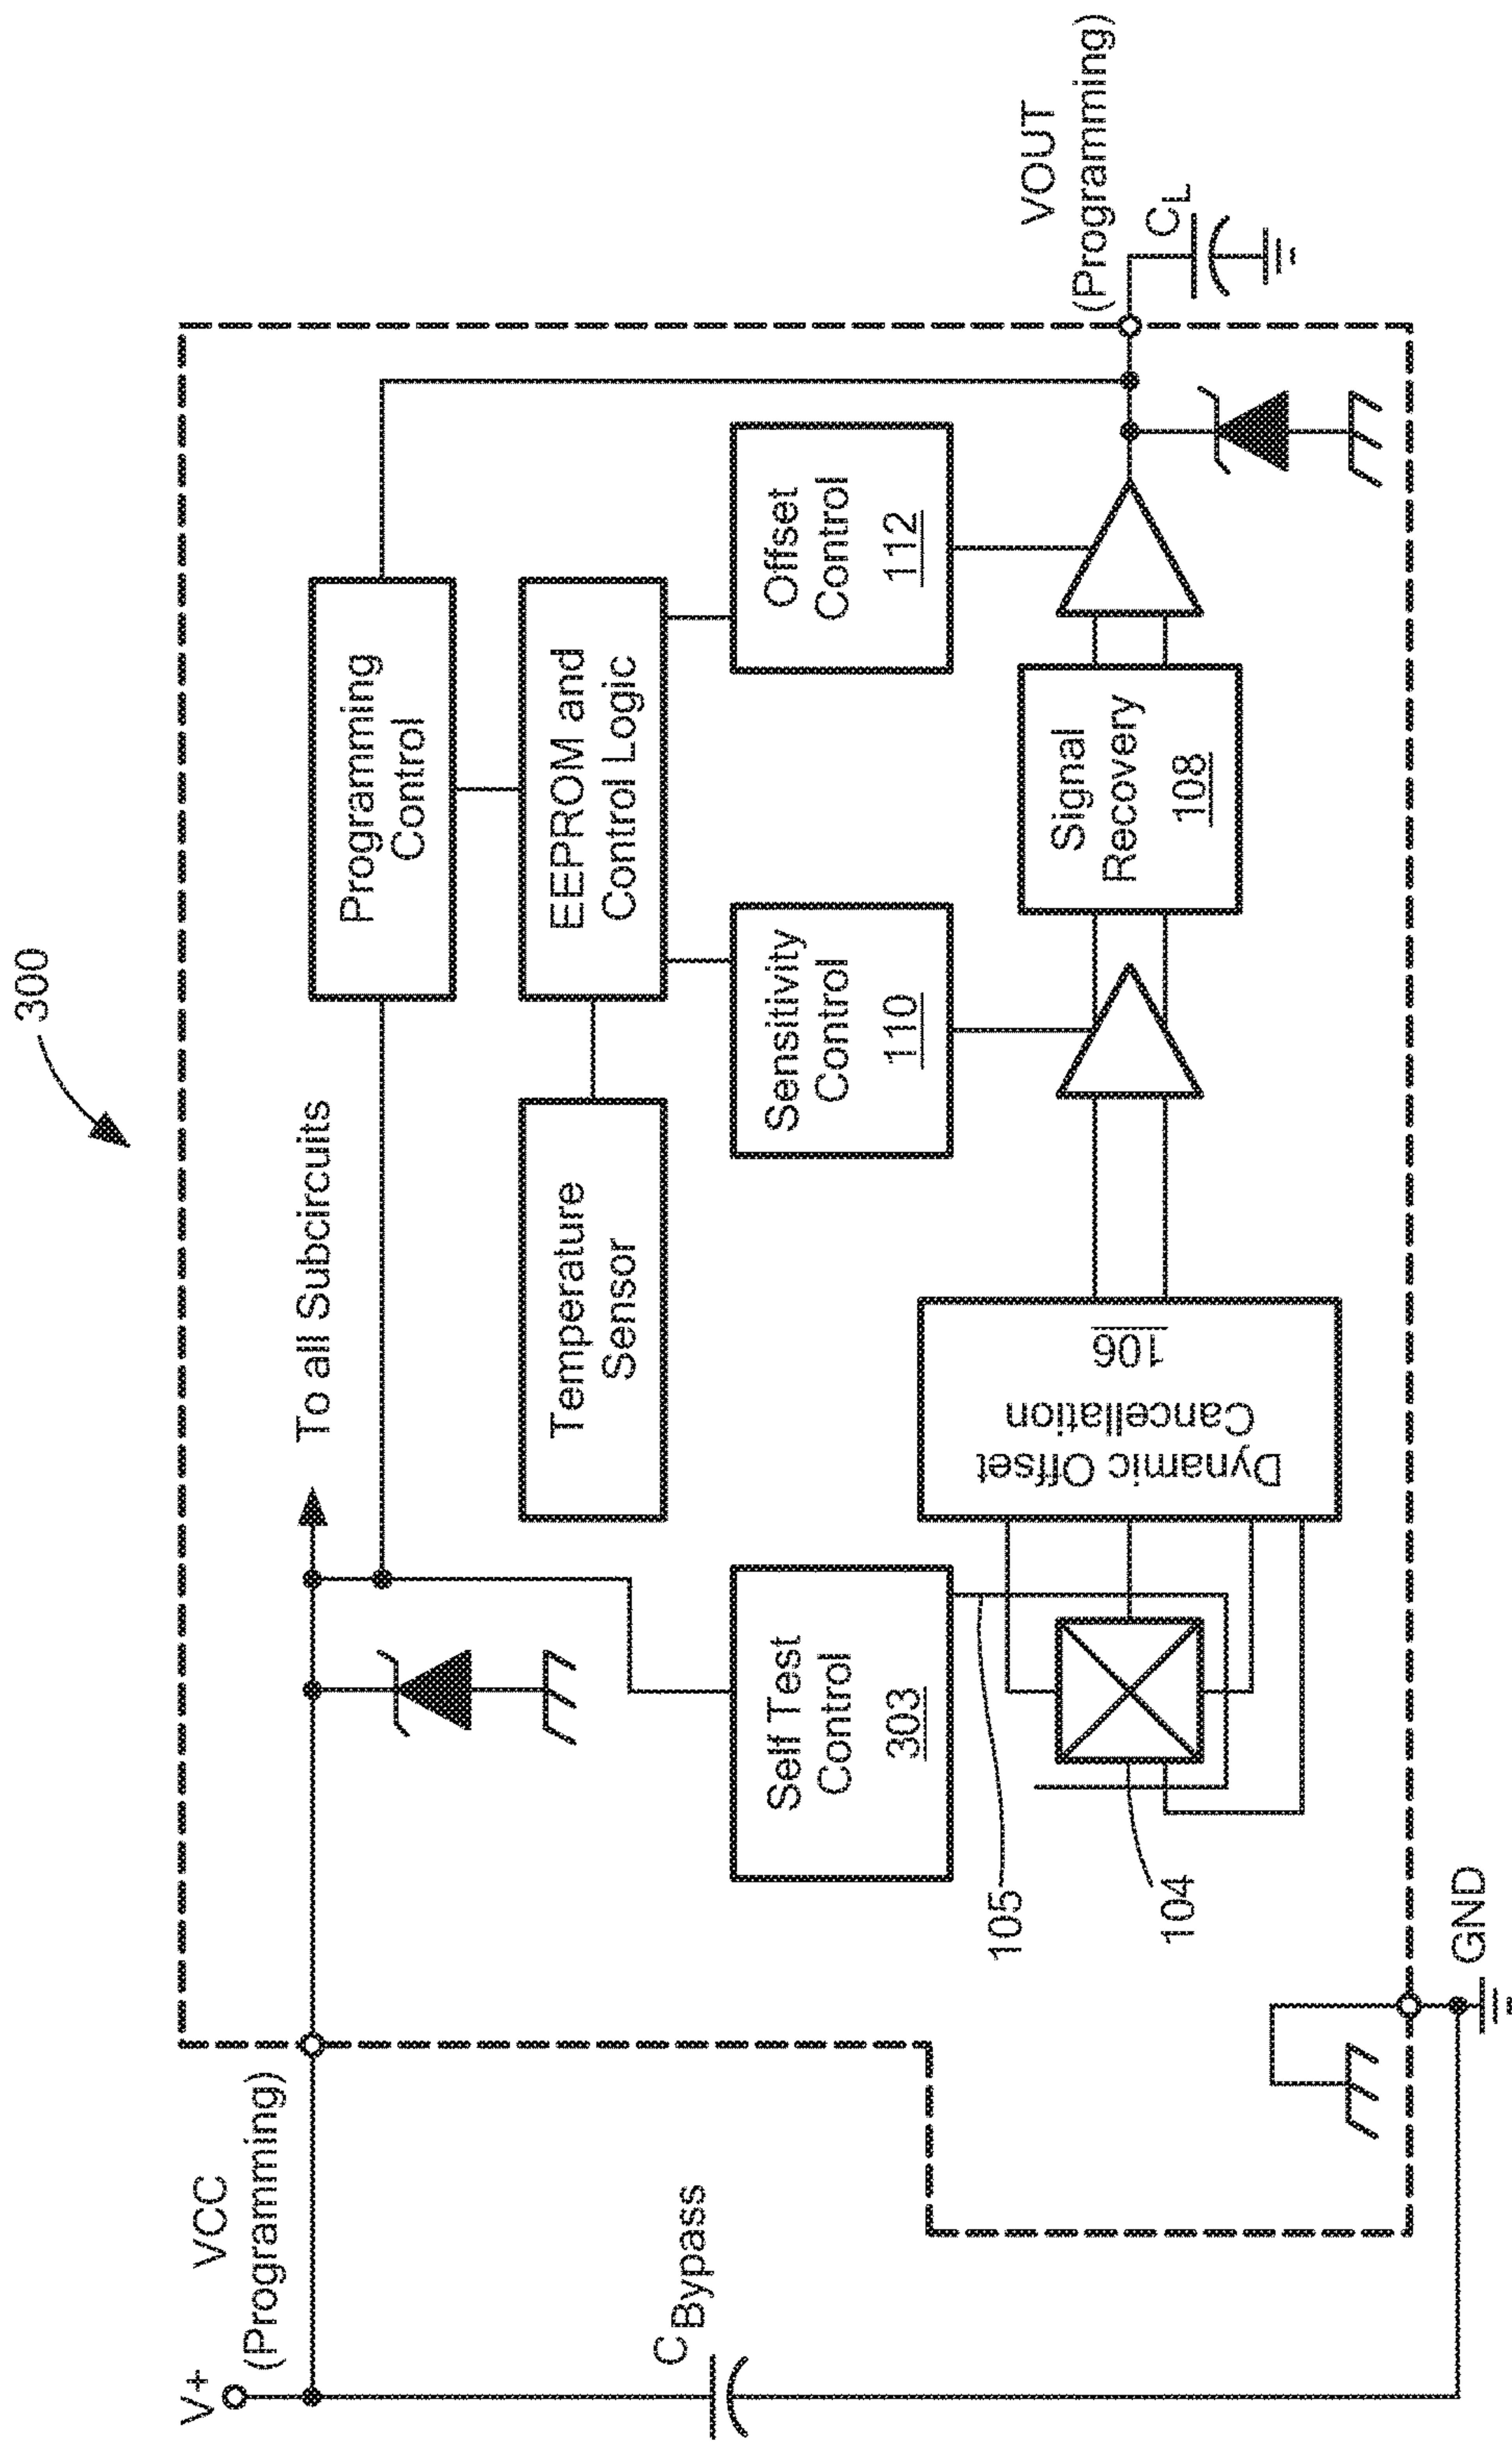 300
V+
VCC
(Programming)
To all Subcircuits
Programming
Control
Temperature
Sensor
EEPROM and
Control Logic
C Bypass
Self Test
Control
303
Sensitivity
Control
110
Offset
Control
112
VOUT
(Programming)
CL
105
104
Dynamic Offset
Cancellation
106
Signal
Recovery
108
GND